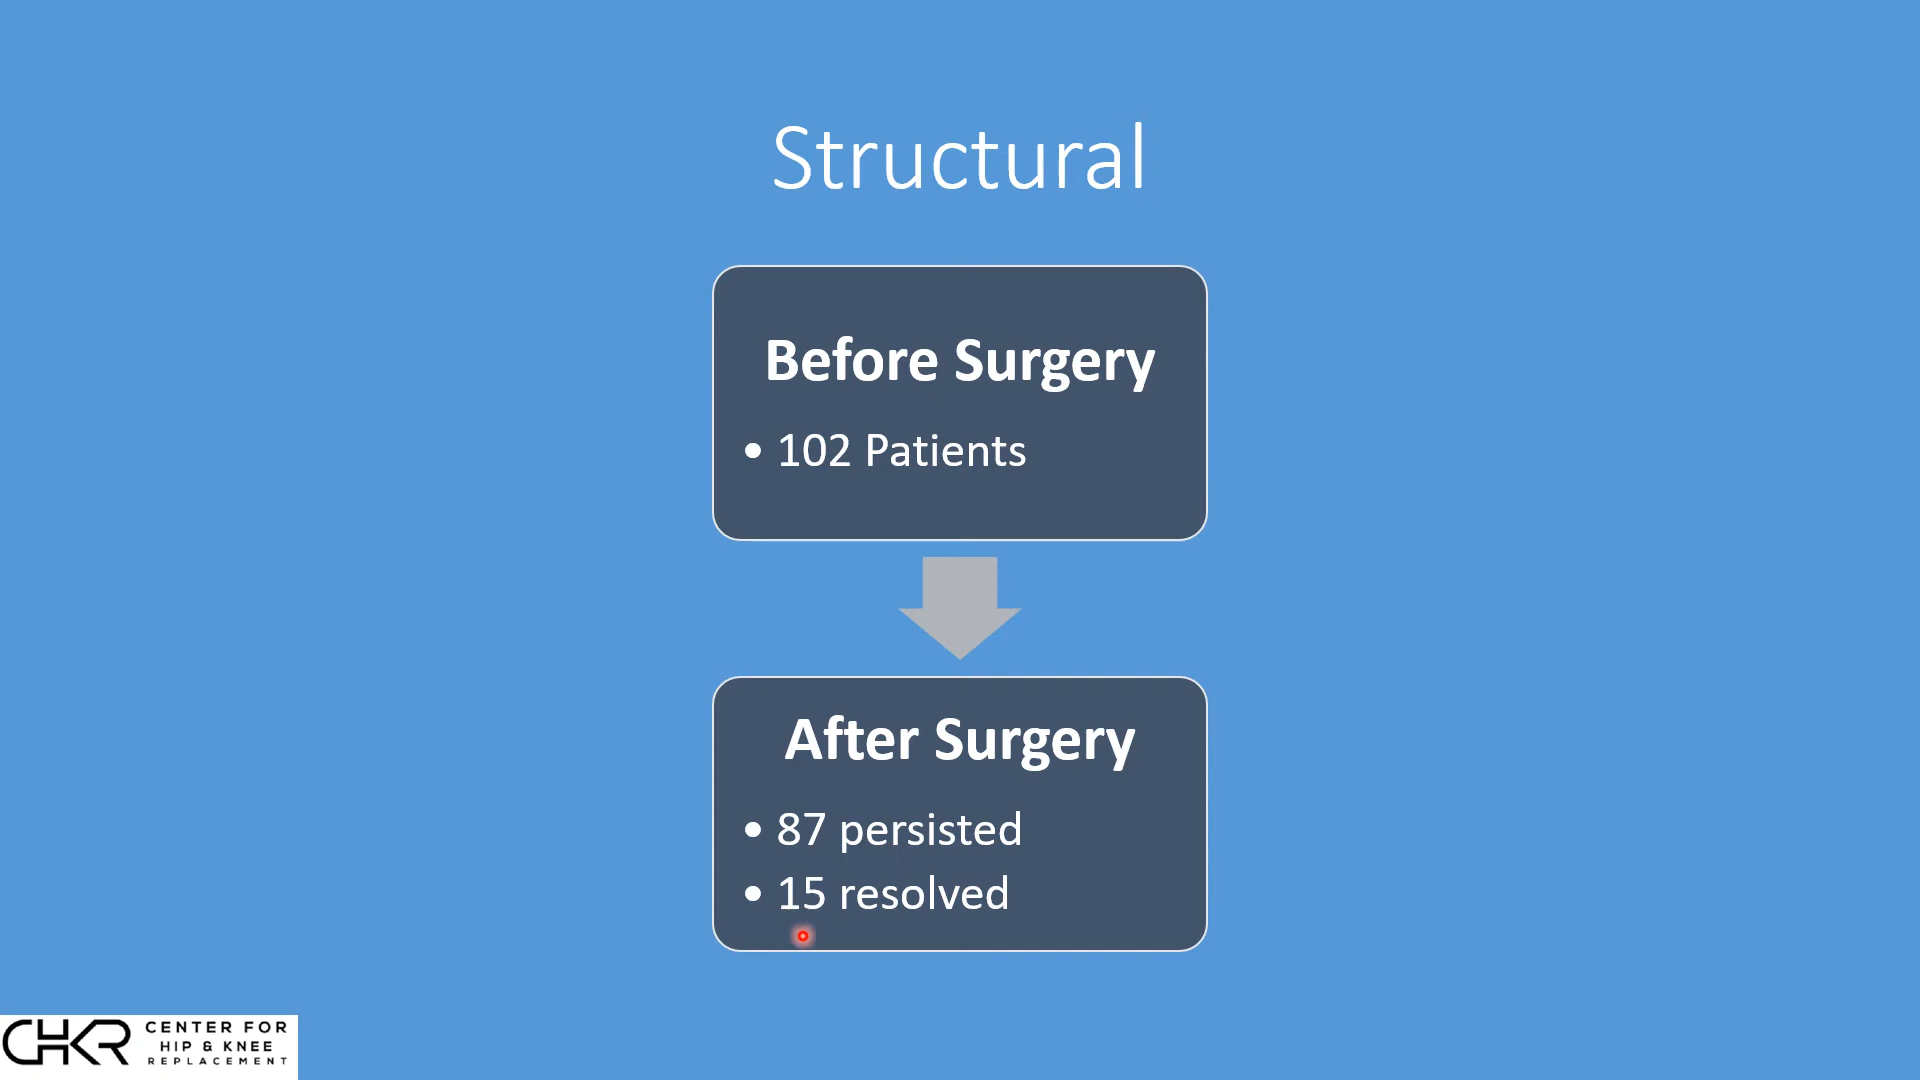 Structural
Before Surgery
• 102 Patients
After Surgery
• 87 persisted
• 15 resolved
CHKR
CENTER FOR
HIP & KNEE
REPLACEMENT